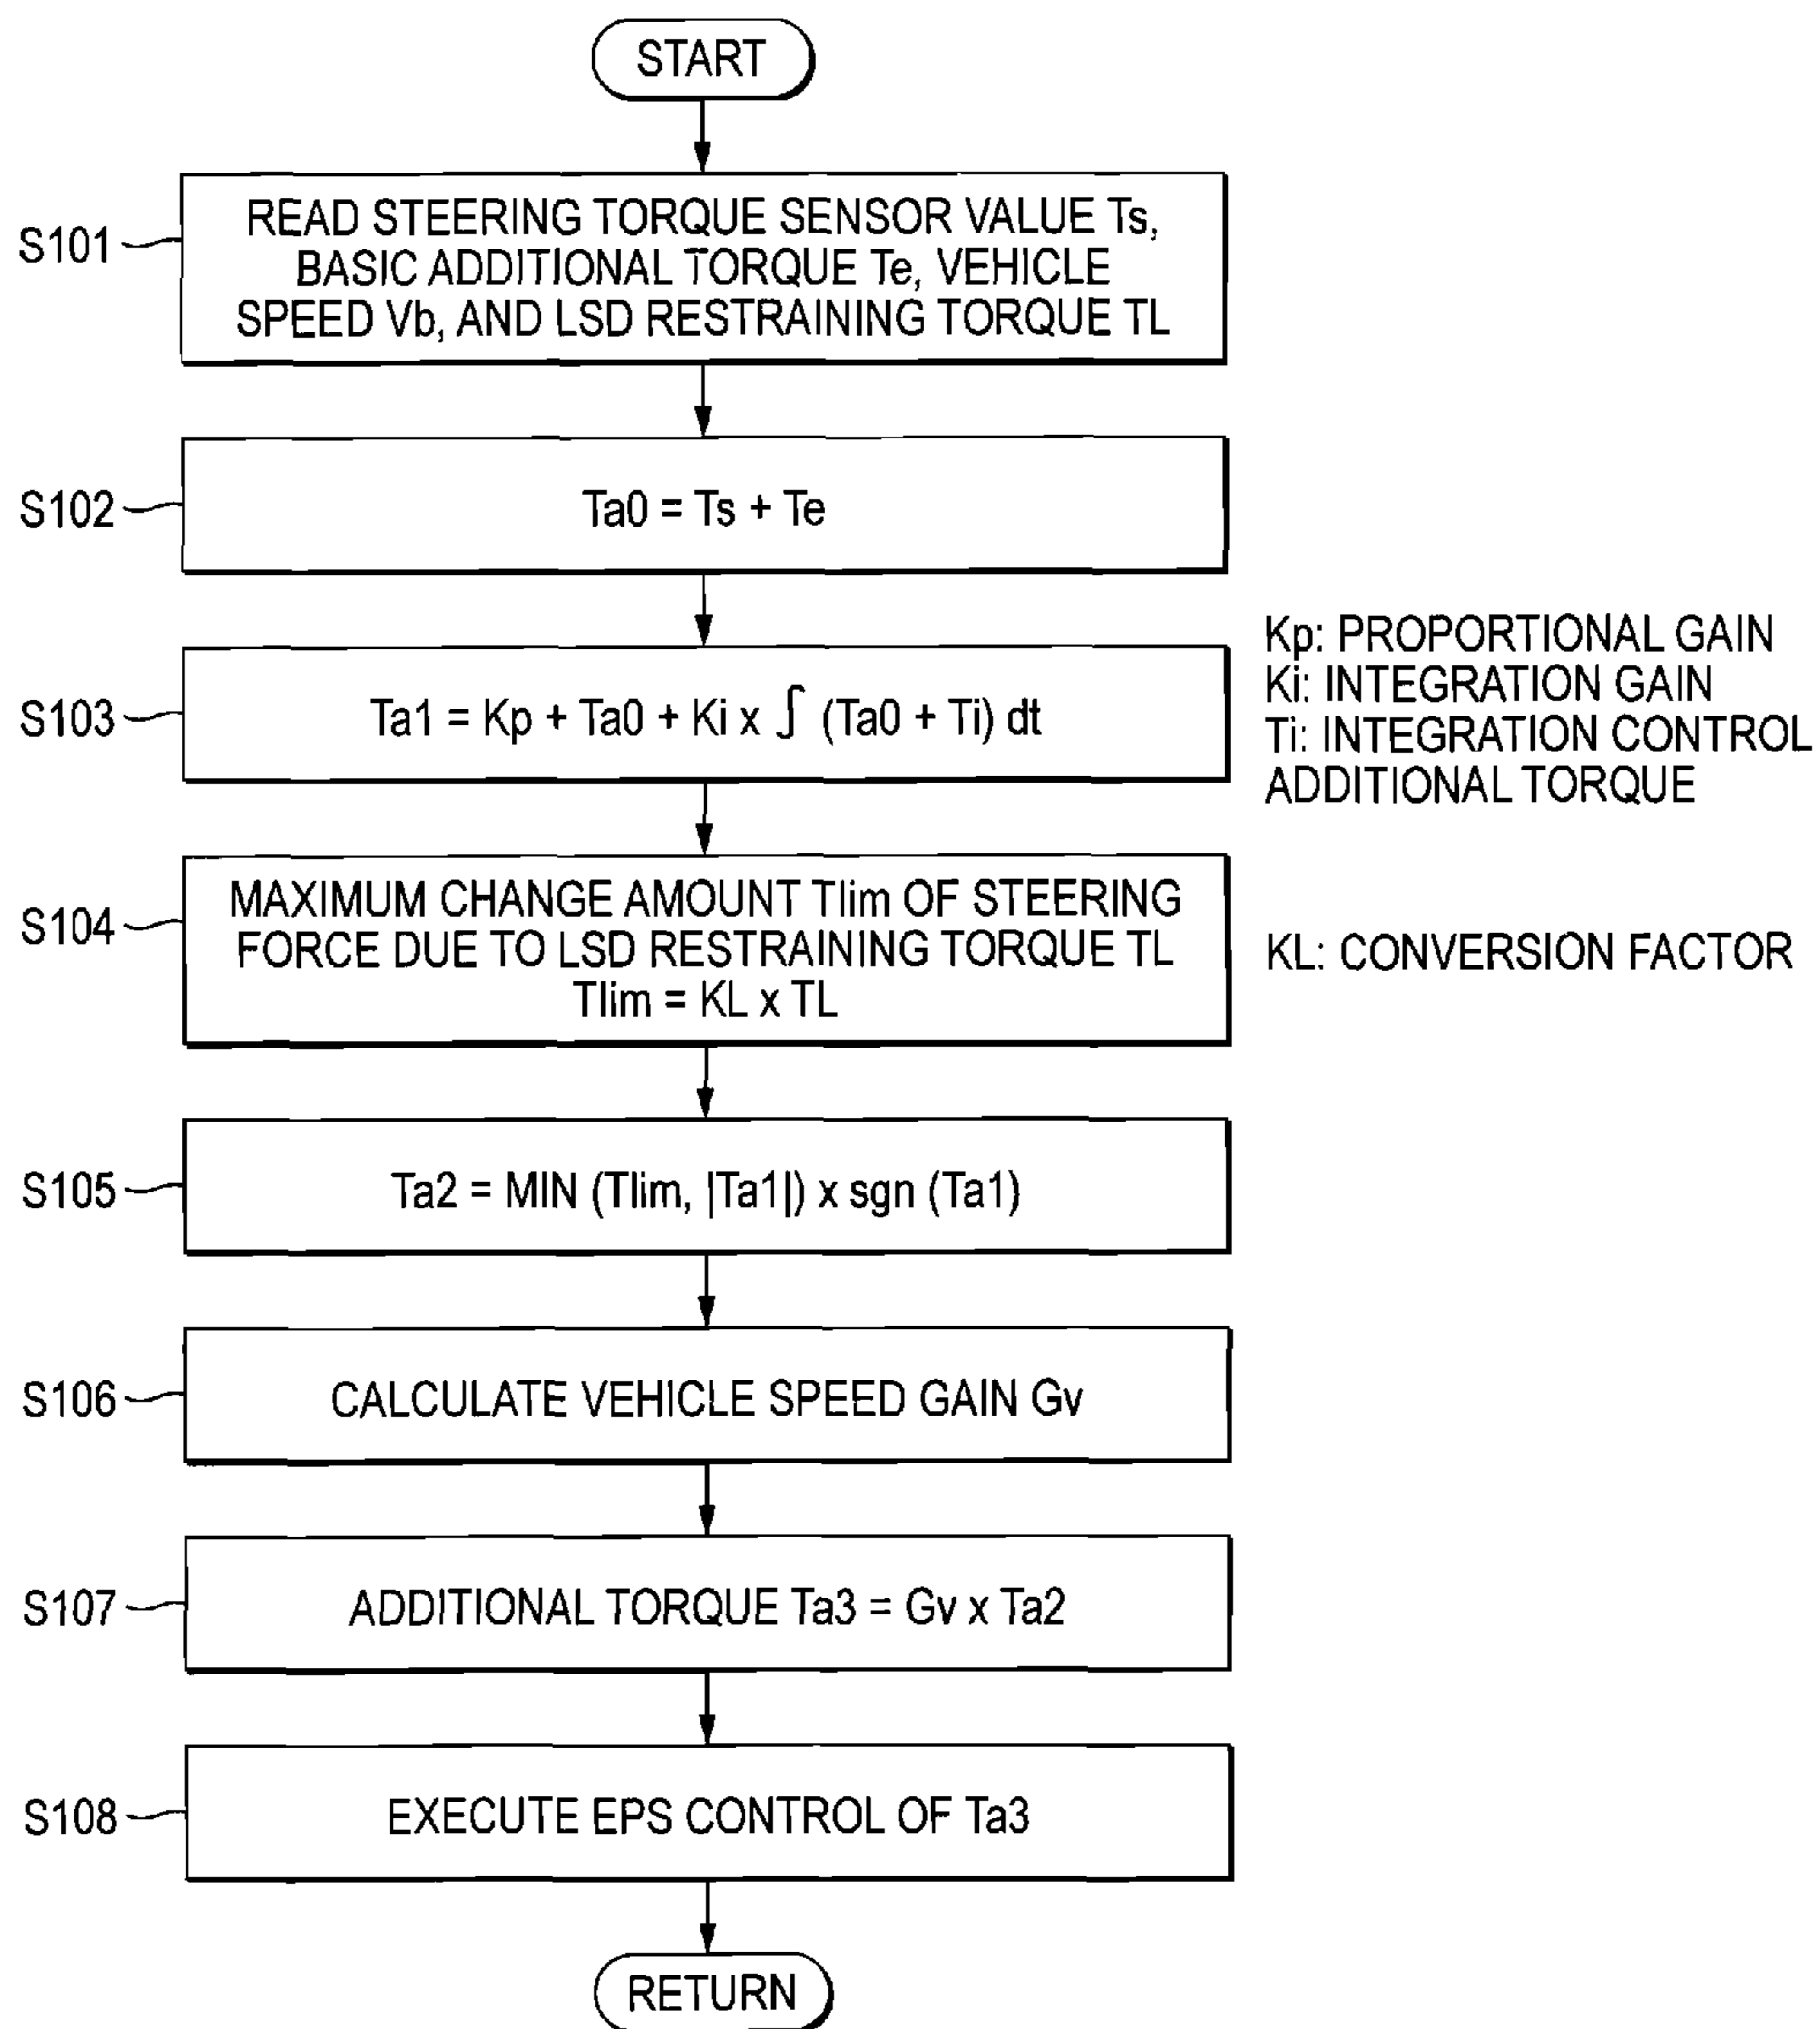 START
S101
READ STEERING TORQUE SENSOR VALUE Ts,
BASIC ADDITIONAL TORQUE Te, VEHICLE
SPEED Vb, AND LSD RESTRAINING TORQUE TL
S102
Ta0 = Ts + Te
S103
Ta1 = Kp + Ta0 + Ki x ∫ (Ta0 + Ti) dt
Kp: PROPORTIONAL GAIN
Ki: INTEGRATION GAIN
Ti: INTEGRATION CONTROL
ADDITIONAL TORQUE
S104
MAXIMUM CHANGE AMOUNT Tlim OF STEERING
FORCE DUE TO LSD RESTRAINING TORQUE TL
Tlim = KL x TL
KL: CONVERSION FACTOR
S105
Ta2 = MIN (Tlim, |Ta1|) x sgn (Ta1)
S106
CALCULATE VEHICLE SPEED GAIN Gv
S107
ADDITIONAL TORQUE Ta3 = Gv x Ta2
S108
EXECUTE EPS CONTROL OF Ta3
RETURN